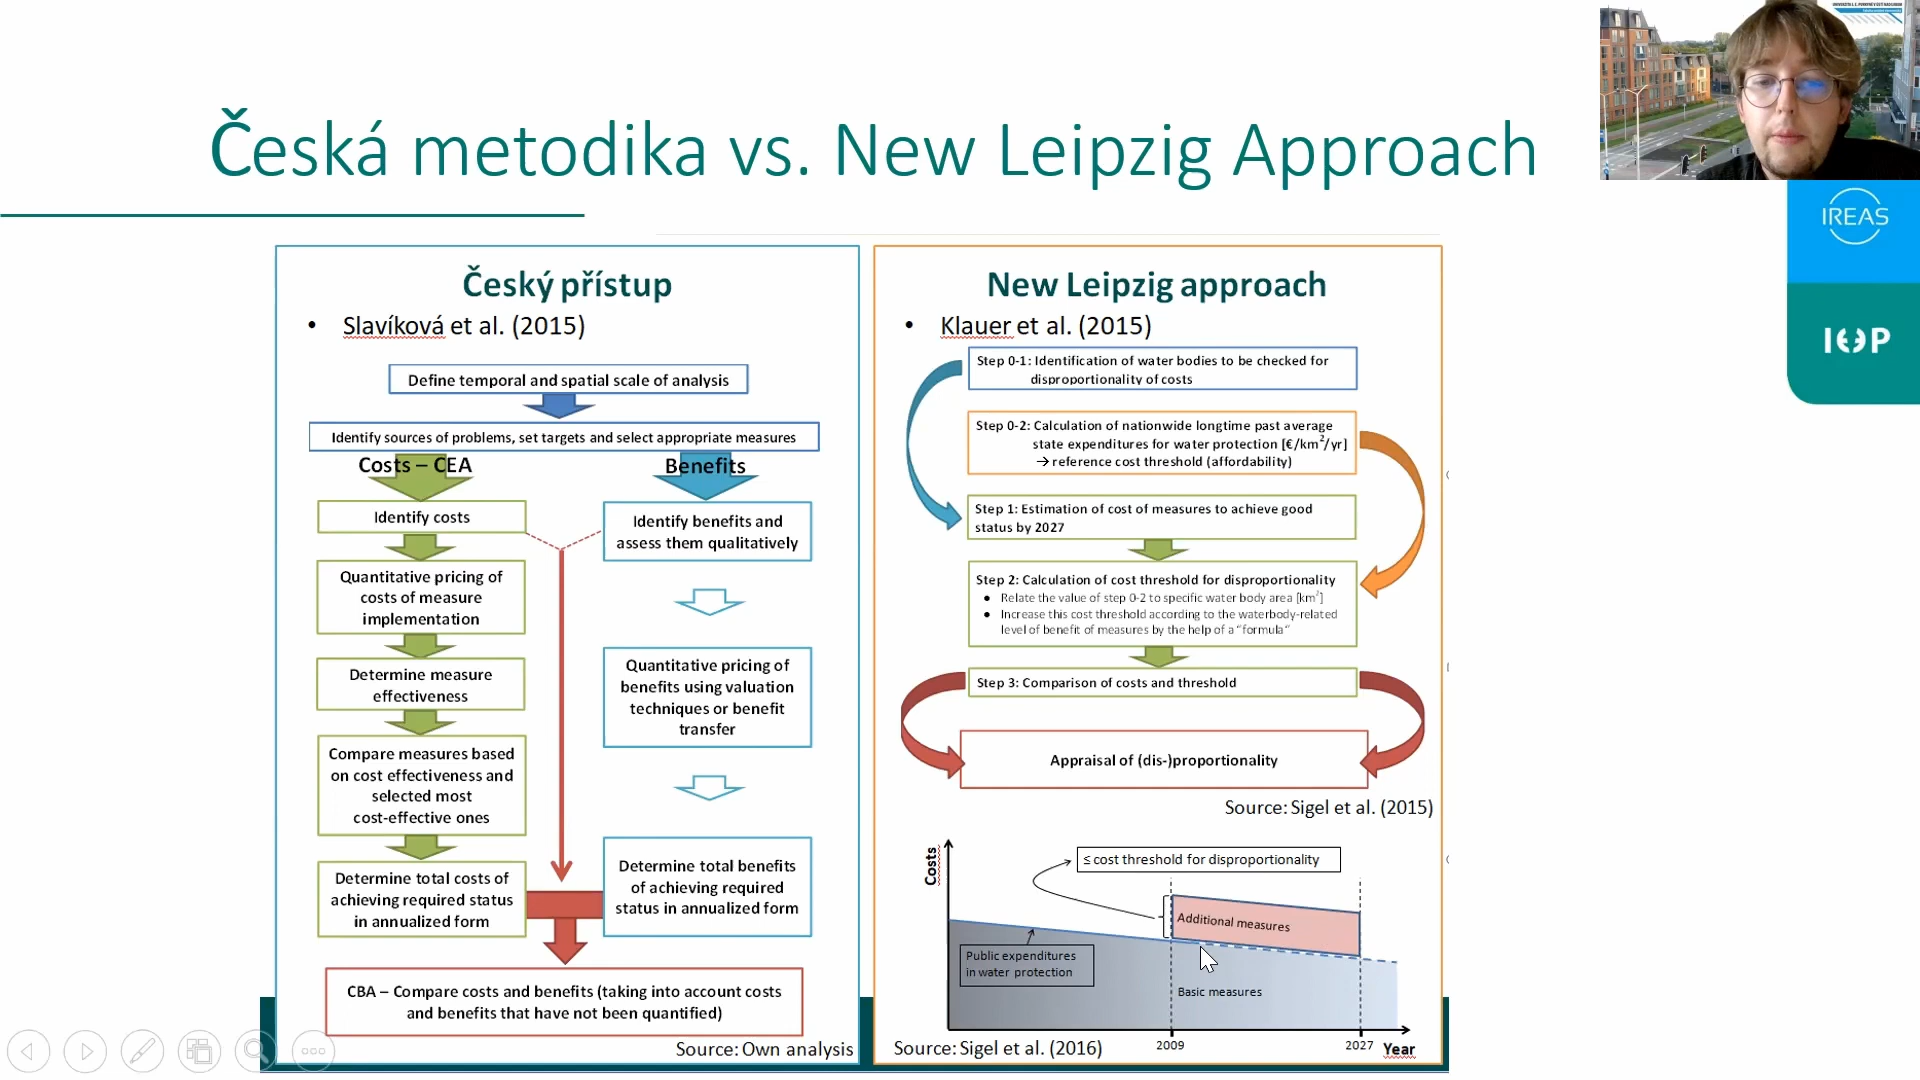 Česká metodika vs. New Leipzig Approach
IREAS
Český přístup
• Slavíková et al. (2015)
Define temporal and spatial scale of analysis
Identify sources of problems, set targets and select appropriate measures
Costs – CEA
Benefits
Identify costs
Identify benefits and
assess them qualitatively
Quantitative pricing of
costs of measure
implementation
Determine measure
effectiveness
Quantitative pricing of
benefits using valuation
techniques or benefit
transfer
Compare measures based
on cost effectiveness and
selected most
cost-effective ones
Determine total costs of
achieving required status
in annualized form
Determine total benefits
of achieving required
status in annualized form
CBA – Compare costs and benefits (taking into account costs
and benefits that have not been quantified)
Source: Own analysis
New Leipzig approach
• Klauer et al. (2015)
Step 0-1: Identification of water bodies to be checked for
disproportionality of costs
Step 0-2: Calculation of nationwide longtime past average
state expenditures for water protection [€/km²/yr]
→ reference cost threshold (affordability)
Step 1: Estimation of cost of measures to achieve good
status by 2027
Step 2: Calculation of cost threshold for disproportionality
• Relate the value of step 0-2 to specific water body area [km²]
• Increase this cost threshold according to the waterbody-related
level of benefit of measures by the help of a "formula"
Step 3: Comparison of costs and threshold
Appraisal of (dis-)proportionality
Source: Sigel et al. (2015)
Costs
≤ cost threshold for disproportionality
Additional measures
Public expenditures
in water protection
Basic measures
2009
2027
Year
Source: Sigel et al. (2016)